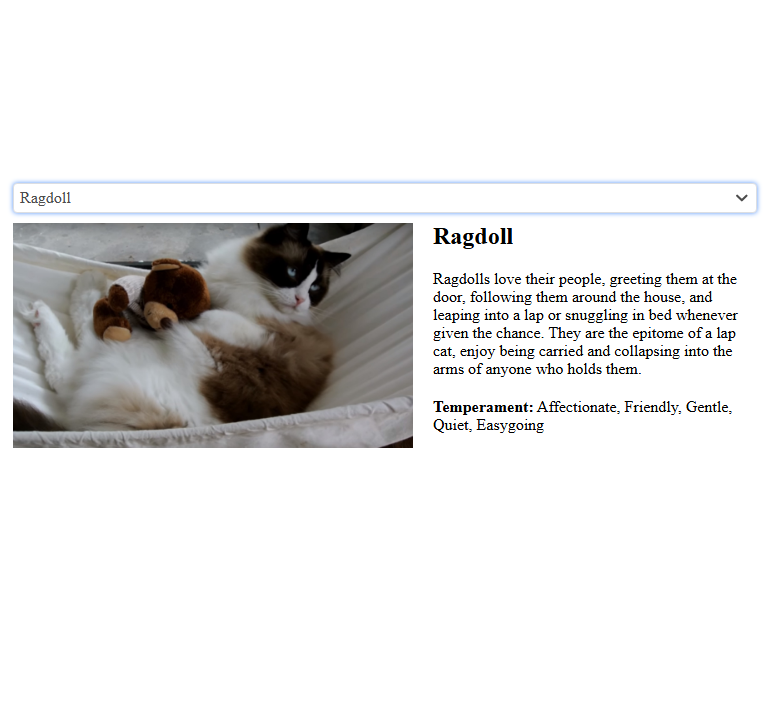 Ragdoll
Ragdoll
Ragdolls love their people, greeting them at the
door, following them around the house, and
leaping into a lap or snuggling in bed whenever
given the chance. They are the epitome of a lap
cat, enjoy being carried and collapsing into the
arms of anyone who holds them.
Temperament: Affectionate, Friendly, Gentle,
Quiet, Easygoing